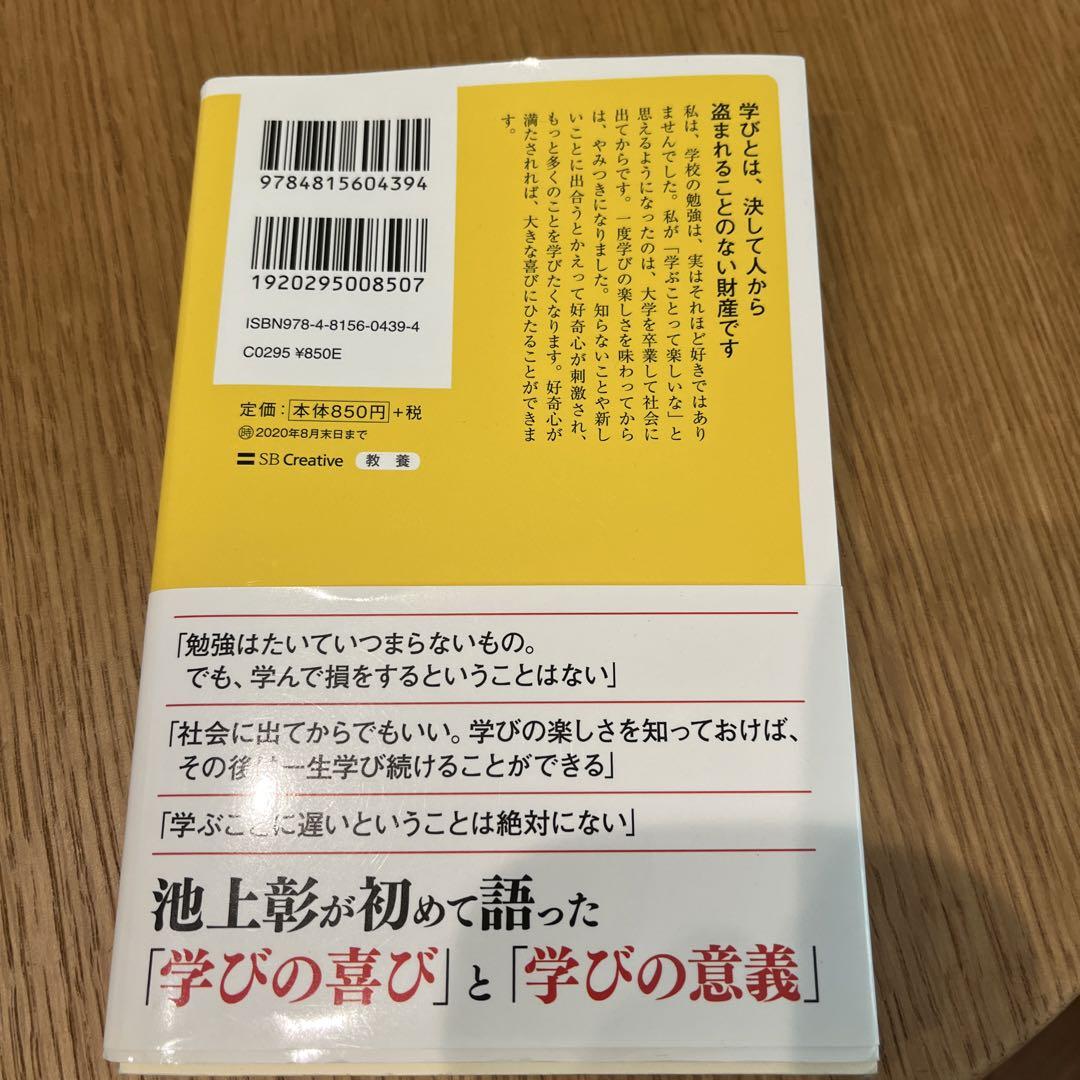 学びとは、決して人から
盗まれることのない財産です
私は、学校の勉強は、実はそれほど好きではあり
ませんでした。私が「学ぶことって楽しいな」と
思えるようになったのは、大学を卒業して社会に
出てからです。一度学びの楽しさを味わってから
は、やみつきになりました。知らないことや新し
いことに出合うとかえって好奇心が刺激され、
もっと多くのことを学びたくなります。好奇心が
満たされれば、大きな喜びにひたることができま
す。
9784815604394
1920295008507
ISBN978-4-8156-0439-4
C0295 ¥850E
定価：本体850円+税
時2020年8月末日まで
SB Creative 教養
「勉強はたいていつまらないもの。
でも、学んで損をするということはない」
「社会に出てからでもいい。学びの楽しさを知っておけば、
その後は一生学び続けることができる」
「学ぶことに遅いということは絶対にない」
池上彰が初めて語った
「学びの喜び」と「学びの意義」